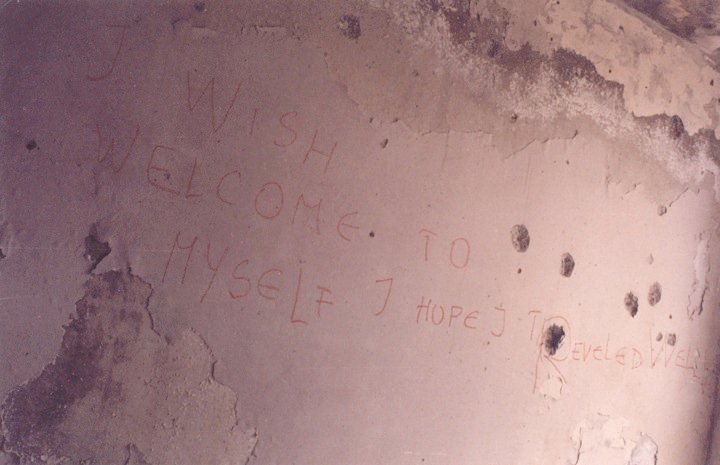 I WISH
WELCOME TO
MYSELF I HOPE I TREVELED WELL